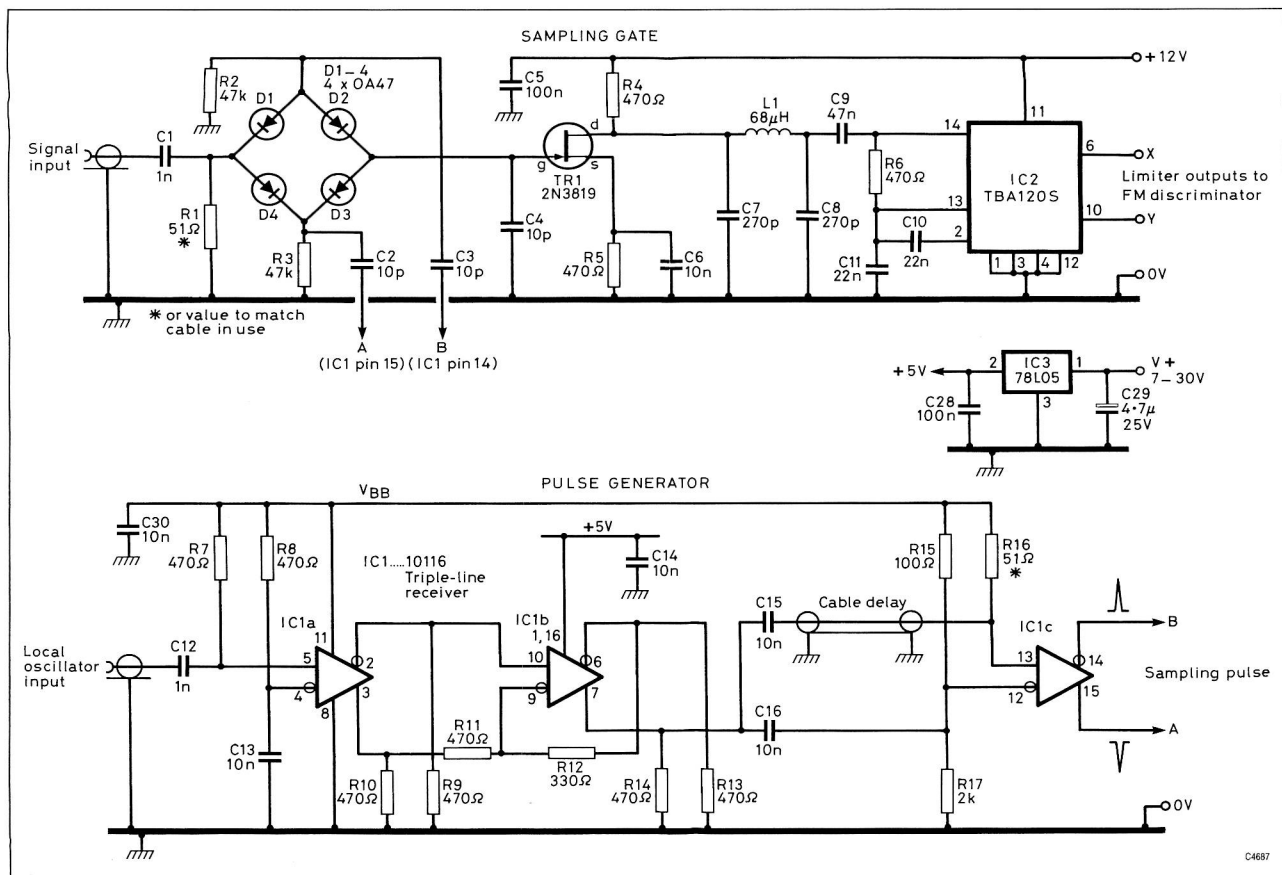 SAMPLING GATE
+12V
R2
47k
D1–4
4 x OA47
D1
D2
C5
100n
R4
470Ω
L1
68μH
C9
47n
11
14
Signal
input
C1
1n
d
g
s
TR1
2N3819
R6
470Ω
IC2
TBA120S
6
X
Limiter outputs to
FM discriminator
10
Y
D4
D3
R1
51Ω
*
C4
10p
C7
270p
C8
270p
13
C10
22n
2
R3
47k
C2
10p
C3
10p
R5
470Ω
C6
10n
C11
22n
1
3
4
12
0V
* or value to match
cable in use
A
(IC1 pin 15)
B
(IC1 pin 14)
+5V
2
IC3
78L05
1
V+
7–30V
C28
100n
3
C29
4·7μ
25V
PULSE GENERATOR
VBB
C30
10n
R7
470Ω
R8
470Ω
+5V
IC1.....10116
Triple-line
receiver
C14
10n
R15
100Ω
R16
51Ω
*
IC1a
11
IC1b
1,16
C15
10n
Cable delay
IC1c
B
Local
oscillator
input
C12
1n
5
4
2
3
8
10
9
6
7
13
12
14
15
Sampling pulse
A
C16
10n
C13
10n
R11
470Ω
R12
330Ω
R10
470Ω
R9
470Ω
R14
470Ω
R13
470Ω
R17
2k
0V
C4687